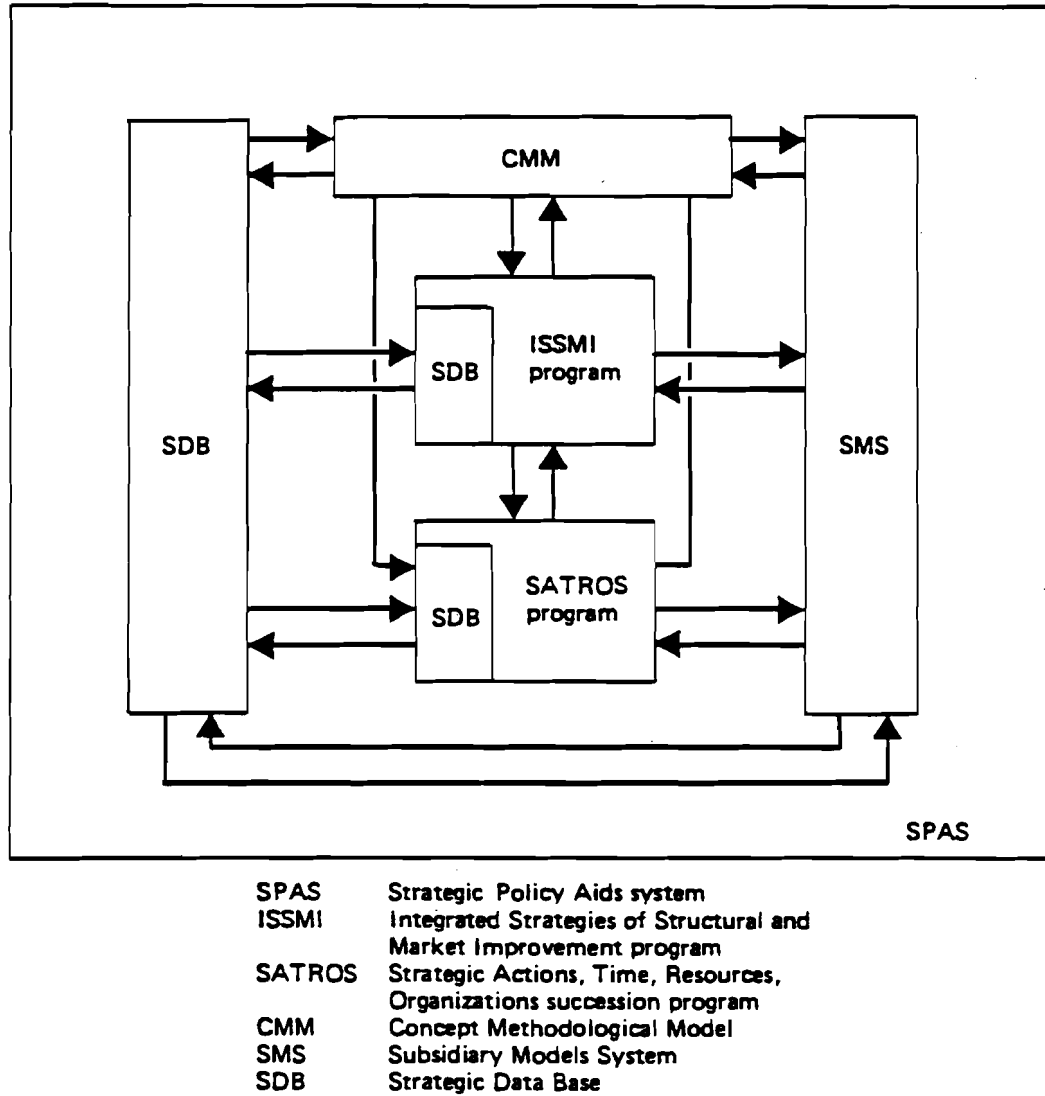 CMM
ISSMI
program
SDB
SDB
SMS
SATROS
program
SDB
SPAS
SPAS Strategic Policy Aids system
ISSMI Integrated Strategies of Structural and
Market Improvement program
SATROS Strategic Actions, Time, Resources,
Organizations succession program
CMM Concept Methodological Model
SMS Subsidiary Models System
SDB Strategic Data Base